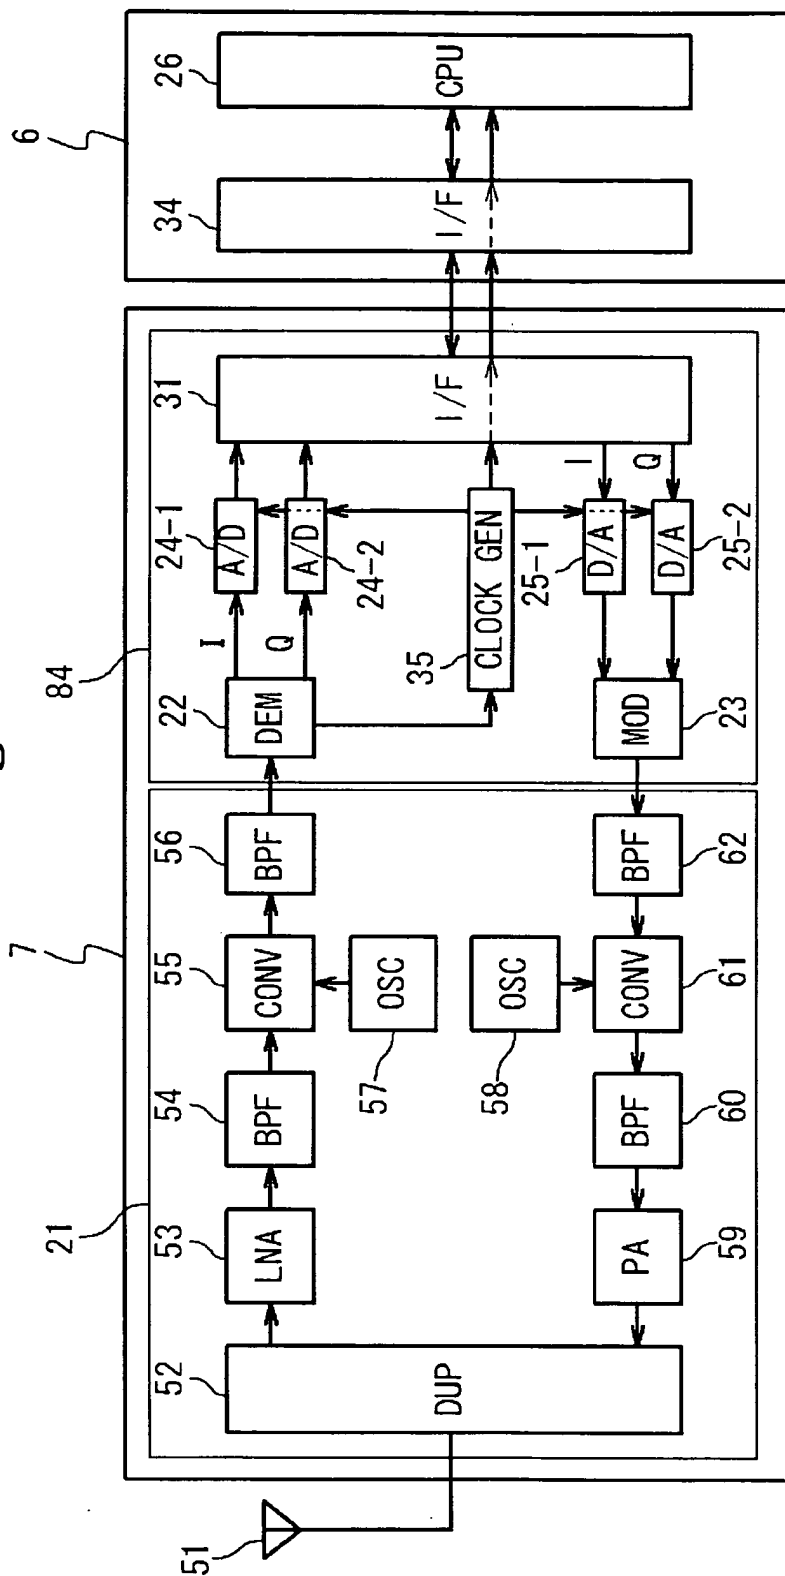 7
6
21
84
51
52
DUP
53
LNA
54
BPF
55
CONV
56
BPF
57
OSC
58
OSC
59
PA
60
BPF
61
CONV
62
BPF
22
DEM
I
Q
24-1
A/D
24-2
A/D
35
CLOCK GEN
25-1
D/A
25-2
D/A
I
Q
23
MOD
31
I/F
34
I/F
26
CPU